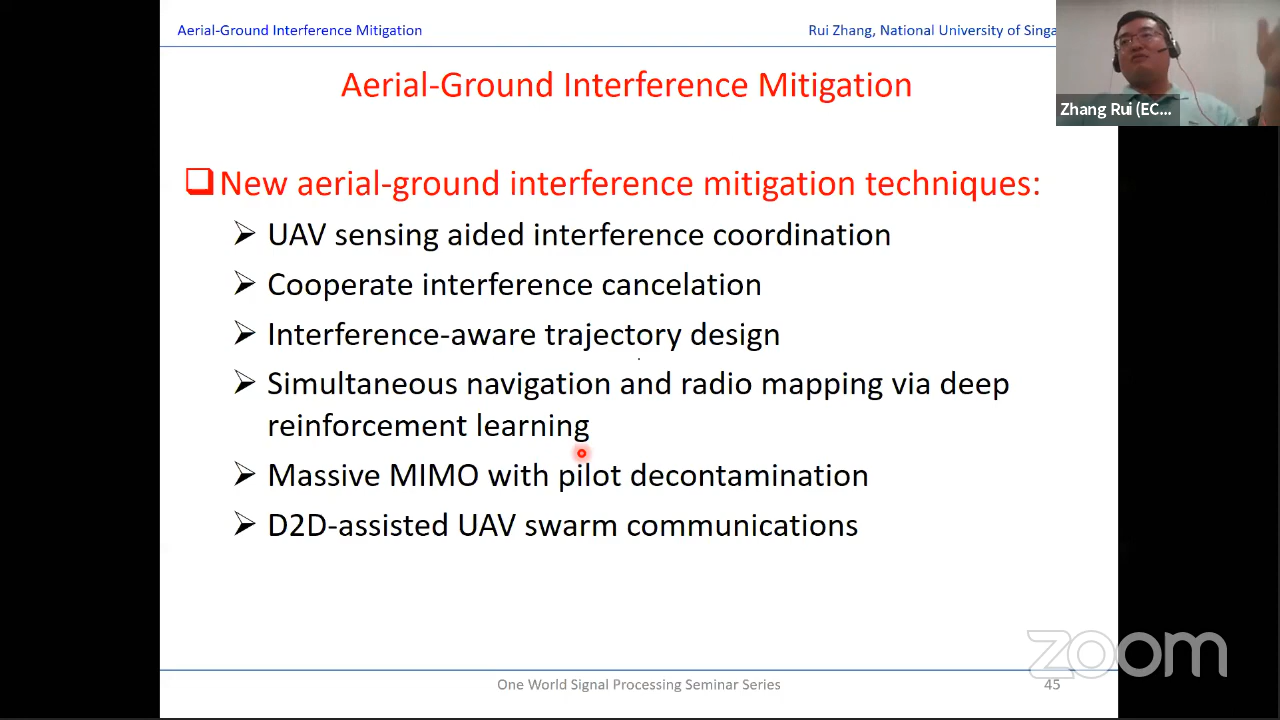 Aerial-Ground Interference Mitigation
Rui Zhang, National University of Singa
Zhang Rui (EC...
Aerial-Ground Interference Mitigation
New aerial-ground interference mitigation techniques:
UAV sensing aided interference coordination
Cooperate interference cancelation
Interference-aware trajectory design
Simultaneous navigation and radio mapping via deep
reinforcement learning
Massive MIMO with pilot decontamination
D2D-assisted UAV swarm communications
zoom
One World Signal Processing Seminar Series
45